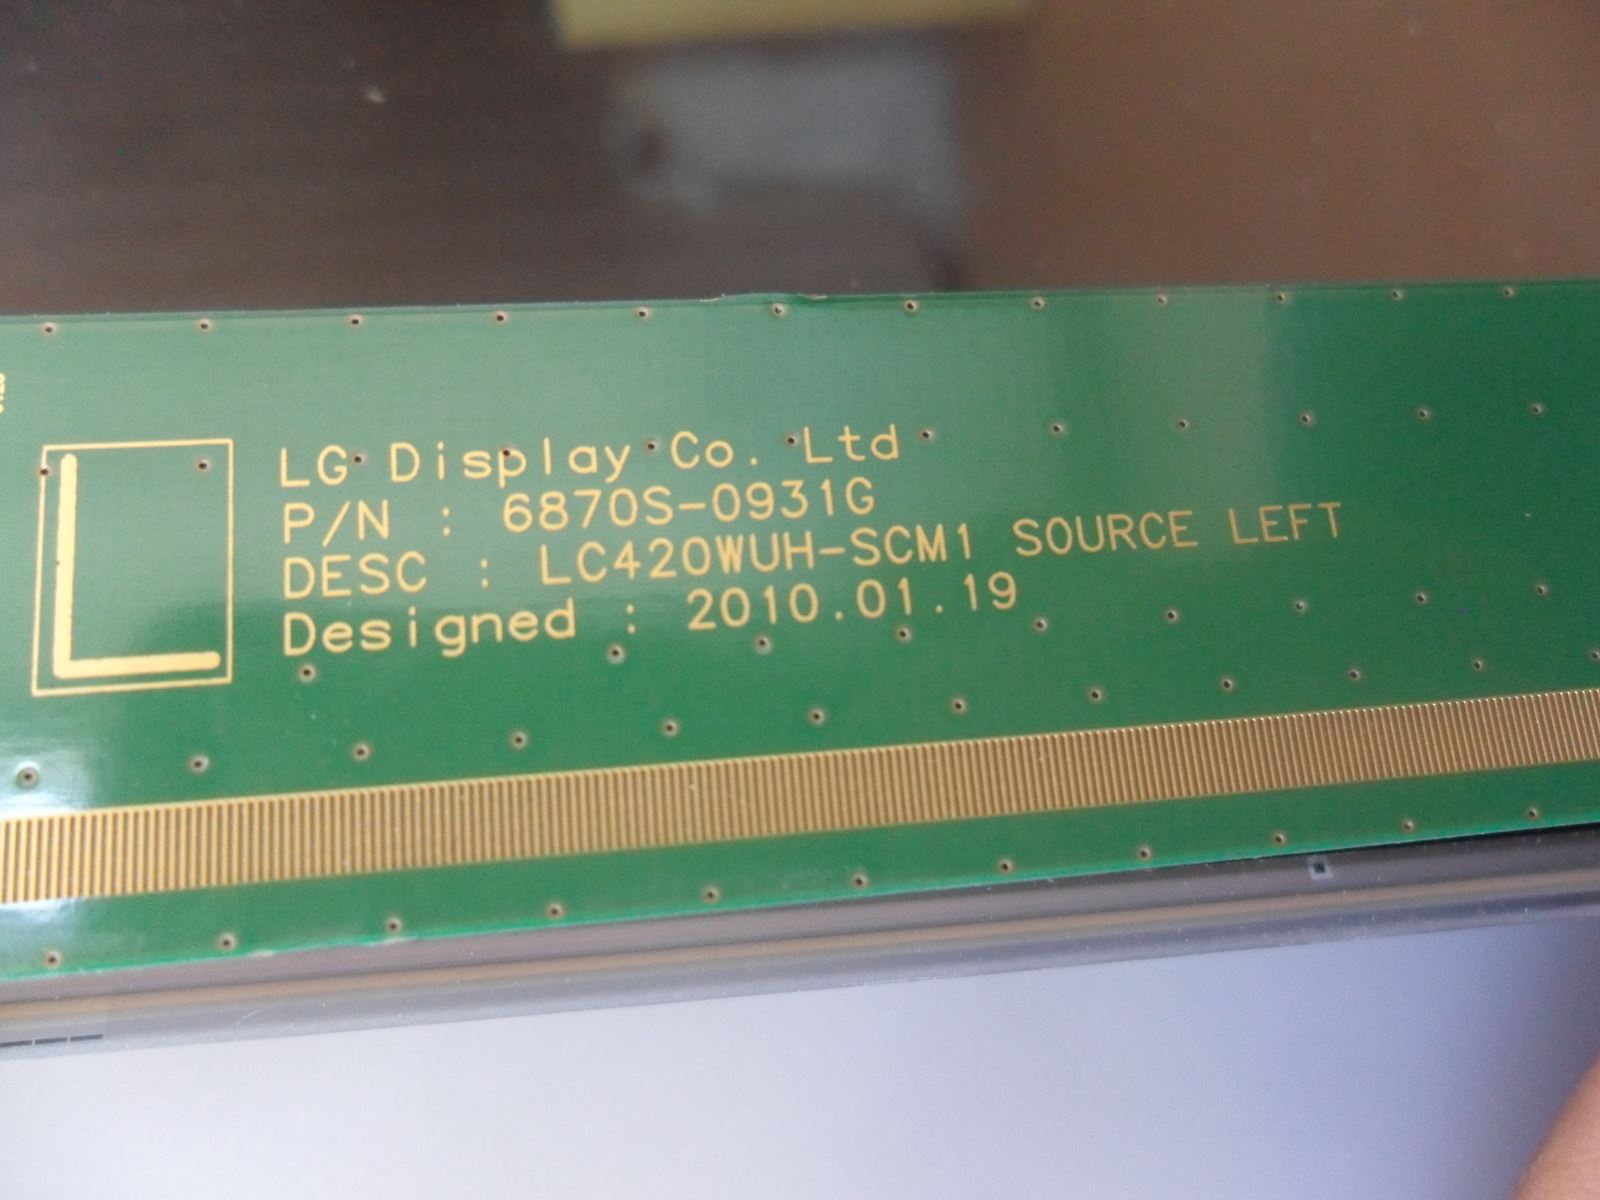 L
LG Display Co. Ltd
P/N : 6870S-0931G
DESC : LC420WUH-SCM1 SOURCE LEFT
Designed : 2010.01.19